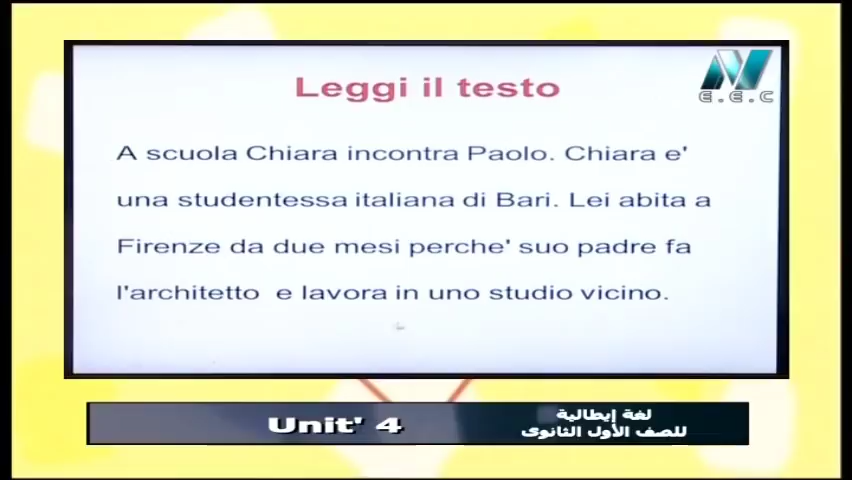 Leggi il testo
E.E.C
A scuola Chiara incontra Paolo. Chiara e'
una studentessa italiana di Bari. Lei abita a
Firenze da due mesi perche' suo padre fa
l'architetto e lavora in uno studio vicino.
Unit' 4
لغة إيطالية
للصف الأول الثانوى